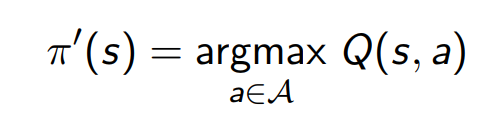 π′(s) = argmax Q(s, a)
a∈𝒜